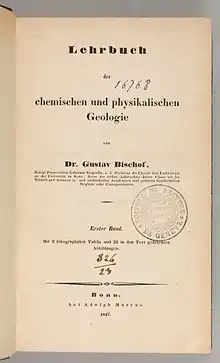 Lehrbuch
der
16768
chemischen und physikalischen
Geologie
von
Dr. Gustav Bischof,
Erster Band.
Mit 2 lithographirten Tafeln und 22 in den Text gedruckten
Abbildungen.
326
23
Bonn,
bei Adolph Marcus.
1847.